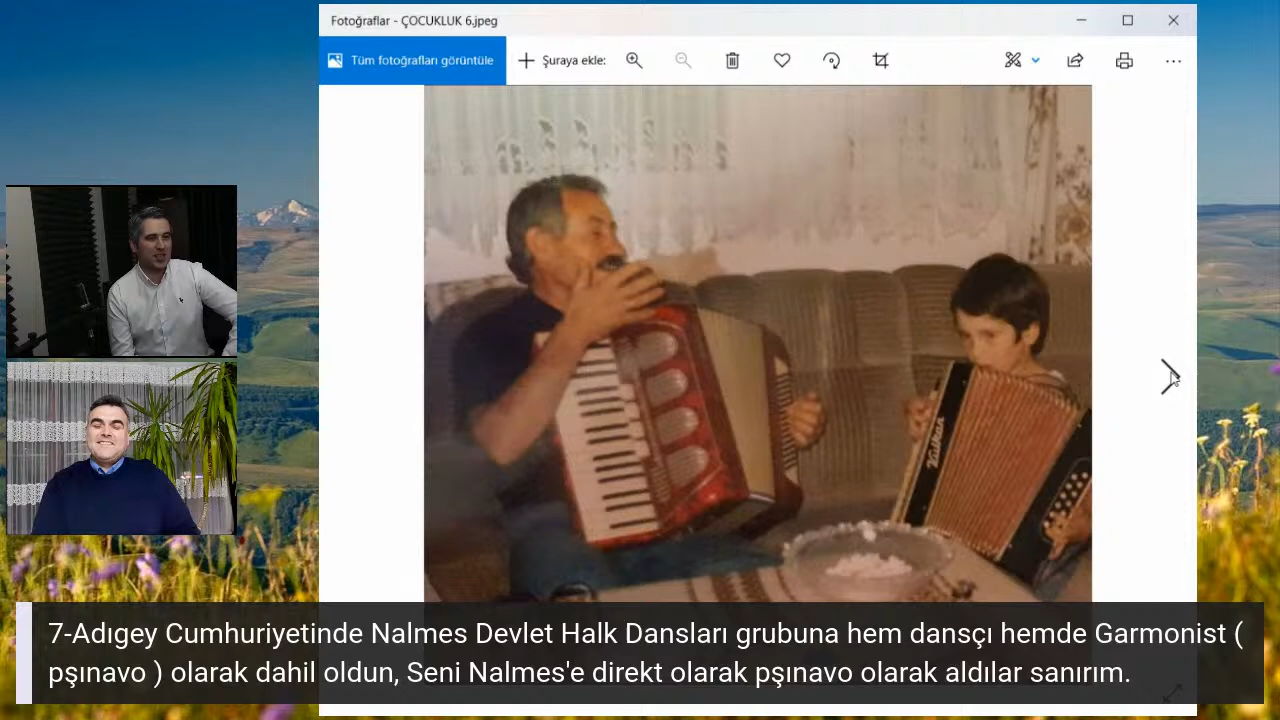 Fotoğraflar - ÇOCUKLUK 6.jpeg
Tüm fotoğrafları görüntüle
Şuraya ekle:
7-Adıgey Cumhuriyetinde Nalmes Devlet Halk Dansları grubuna hem dansçı hemde Garmonist (
pşınavo ) olarak dahil oldun, Seni Nalmes'e direkt olarak pşınavo olarak aldılar sanırım.